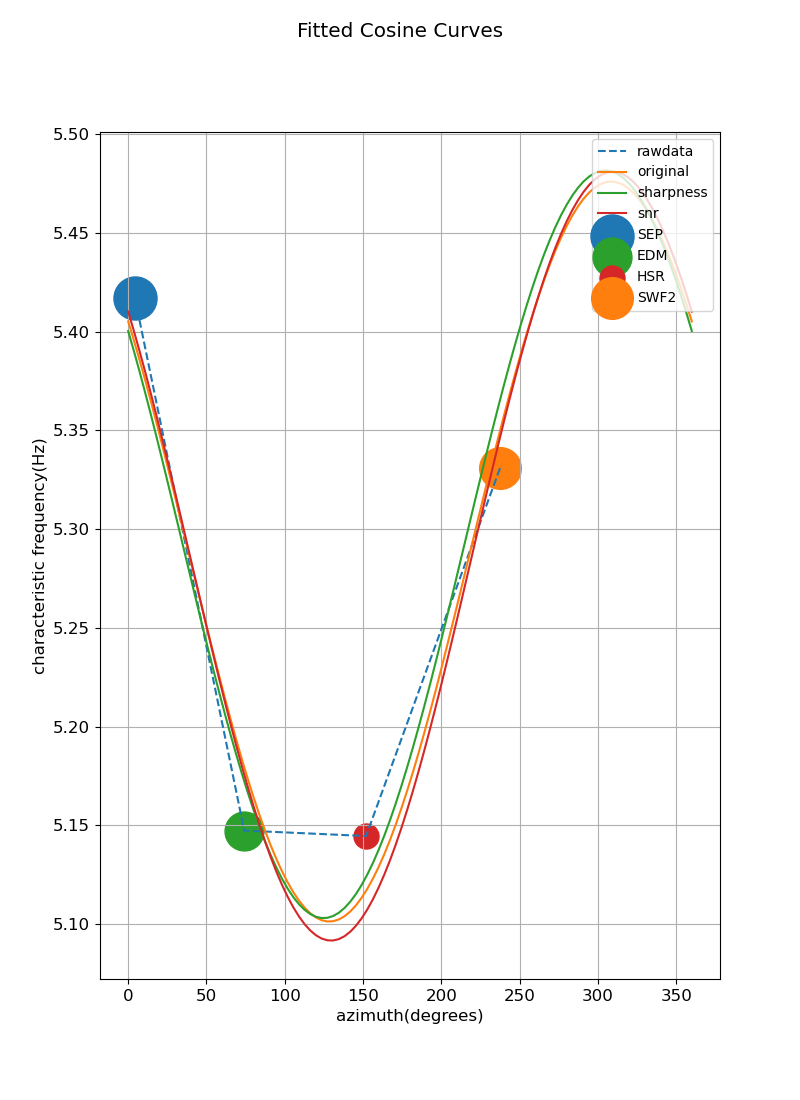 Fitted Cosine Curves
5.50
5.45
5.40
5.35
5.30
5.25
5.20
5.15
5.10
characteristic frequency(Hz)
rawdata
original
sharpness
snr
SEP
EDM
HSR
SWF2
0 50 100 150 200 250 300 350
azimuth(degrees)